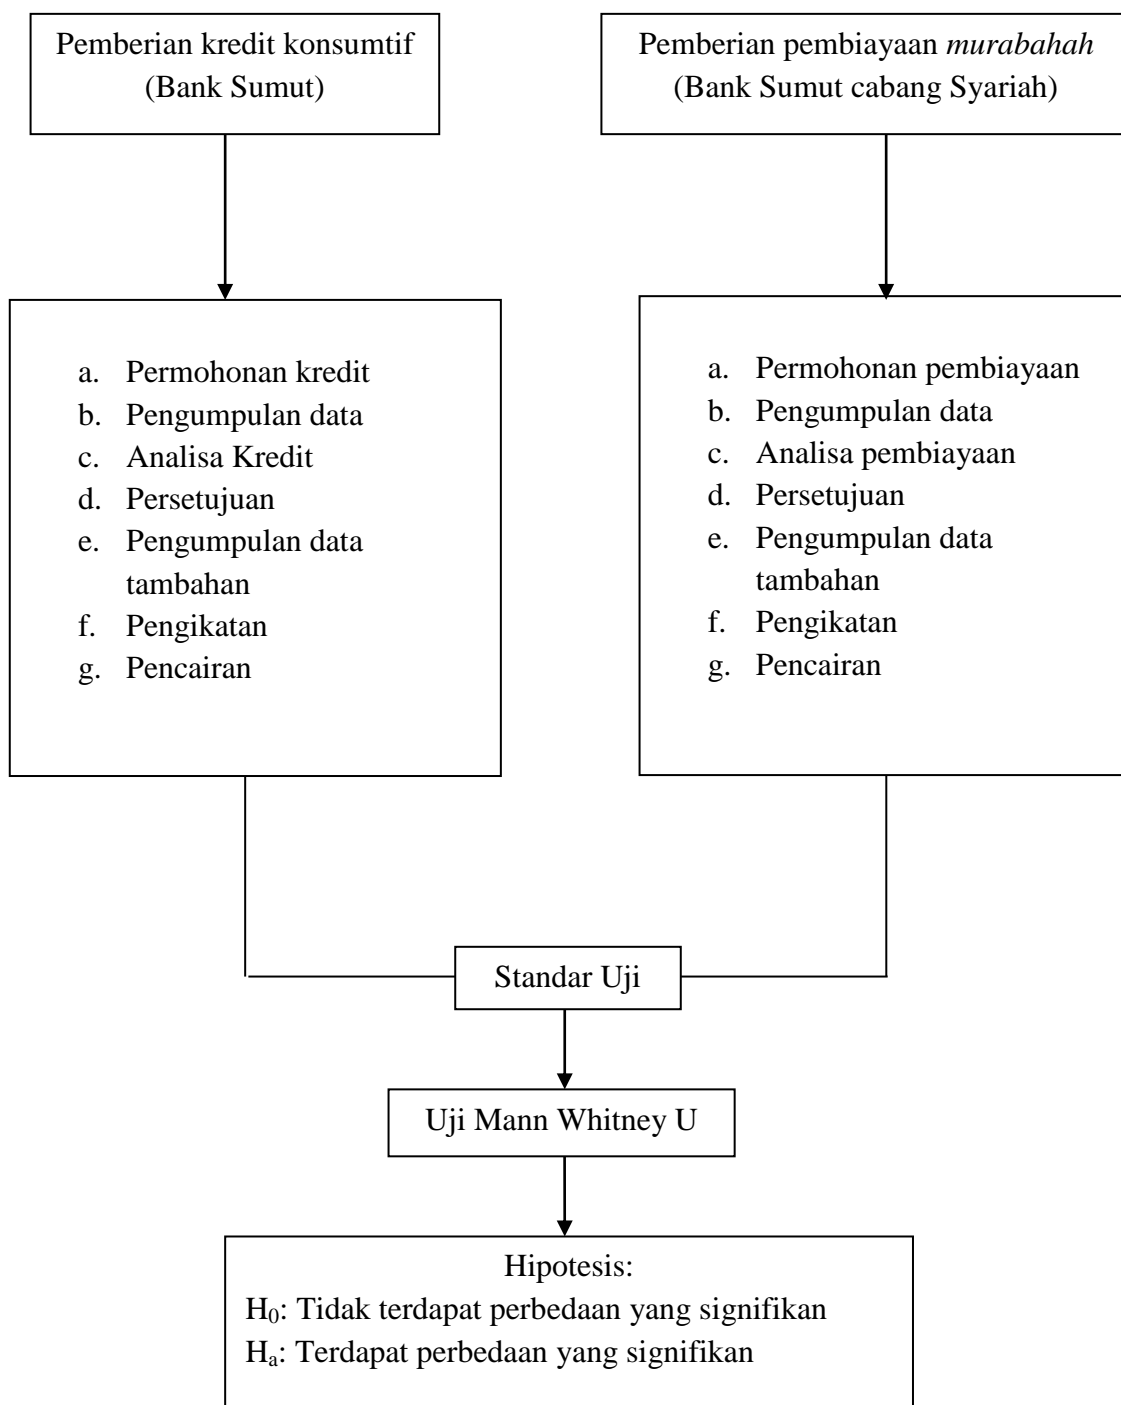 Pemberian kredit konsumtif
(Bank Sumut)
Pemberian pembiayaan murabahah
(Bank Sumut cabang Syariah)
a. Permohonan kredit
b. Pengumpulan data
c. Analisa Kredit
d. Persetujuan
e. Pengumpulan data
tambahan
f. Pengikatan
g. Pencairan
a. Permohonan pembiayaan
b. Pengumpulan data
c. Analisa pembiayaan
d. Persetujuan
e. Pengumpulan data
tambahan
f. Pengikatan
g. Pencairan
Standar Uji
Uji Mann Whitney U
Hipotesis:
H₀: Tidak terdapat perbedaan yang signifikan
Hₐ: Terdapat perbedaan yang signifikan